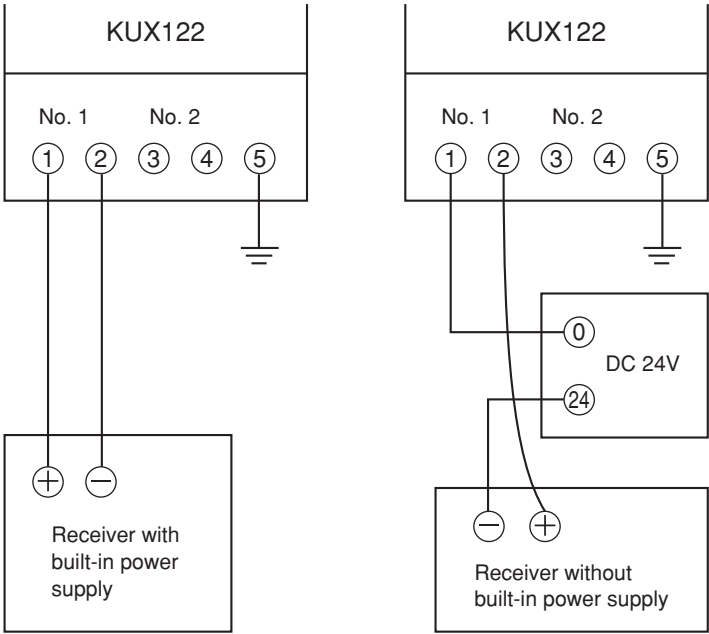 KUX122
No. 1 No. 2
1 2 3 4 5
+ −
Receiver with
built-in power
supply
KUX122
No. 1 No. 2
1 2 3 4 5
0
DC 24V
24
− +
Receiver without
built-in power supply